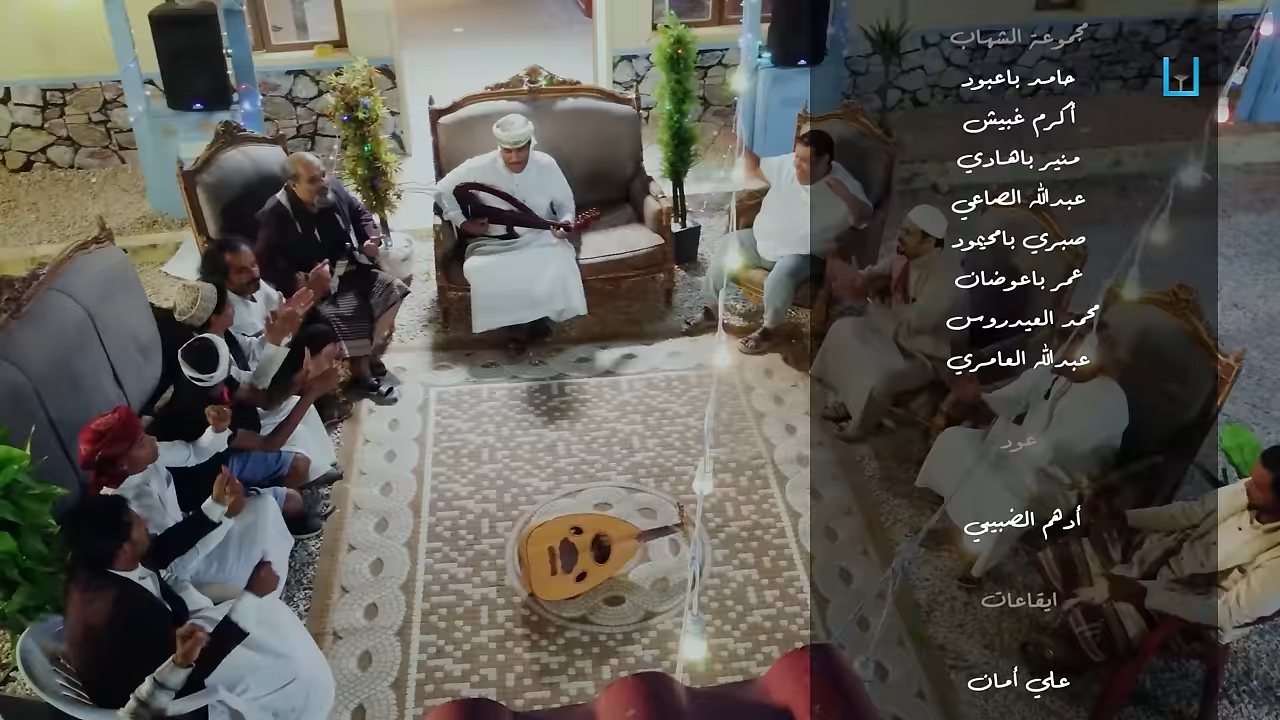 مجموعة الشهاب
حامد باعبود
أكرم غبيش
منير باهادي
عبدالله الصاعي
صبري بامحيمود
عمر باعوضان
محمد العيدروس
عبدالله العامري
عود
أدهم الضبيبي
ايقاعات
علي أمان